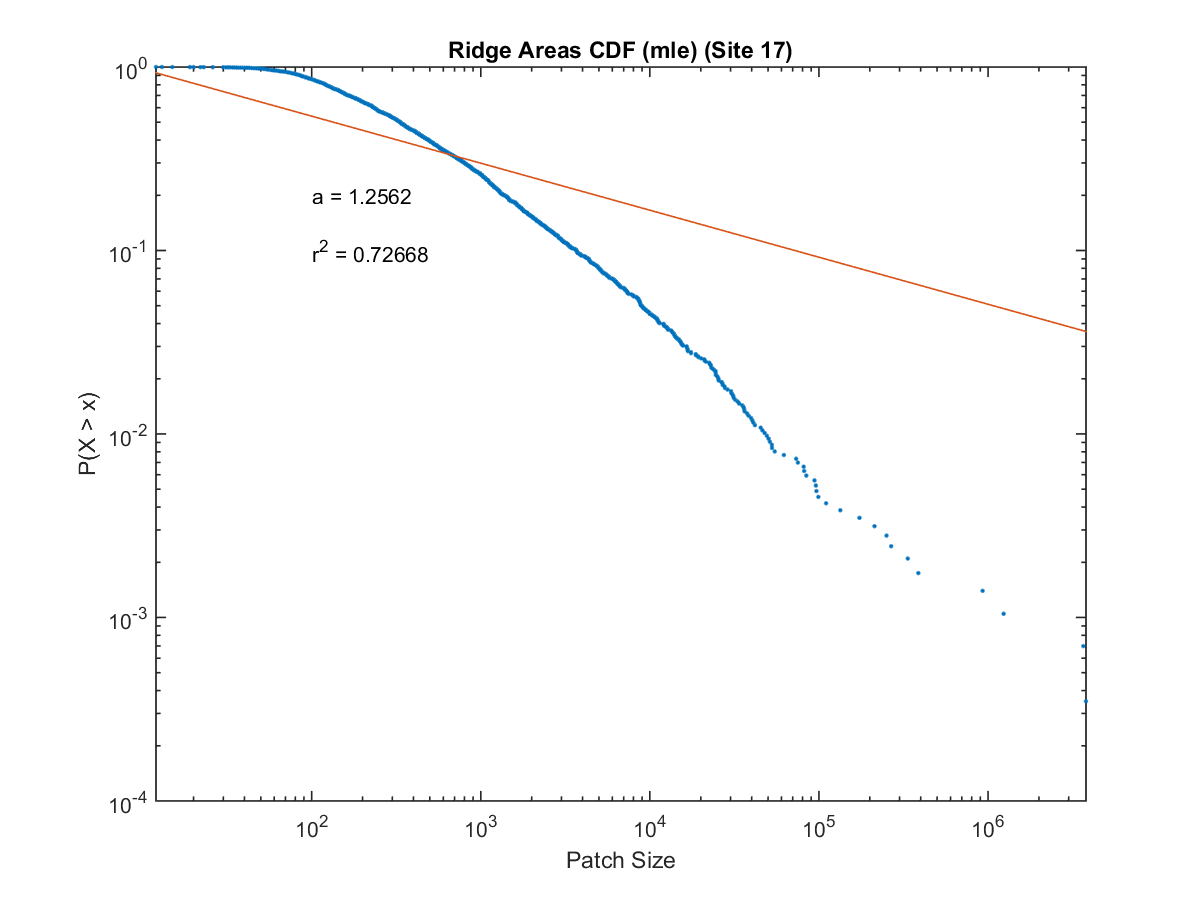 Ridge Areas CDF (mle) (Site 17)
10^0
10^-1
10^-2
10^-3
10^-4
P(X > x)
a = 1.2562
r^2 = 0.72668
10^2 10^3 10^4 10^5 10^6
Patch Size